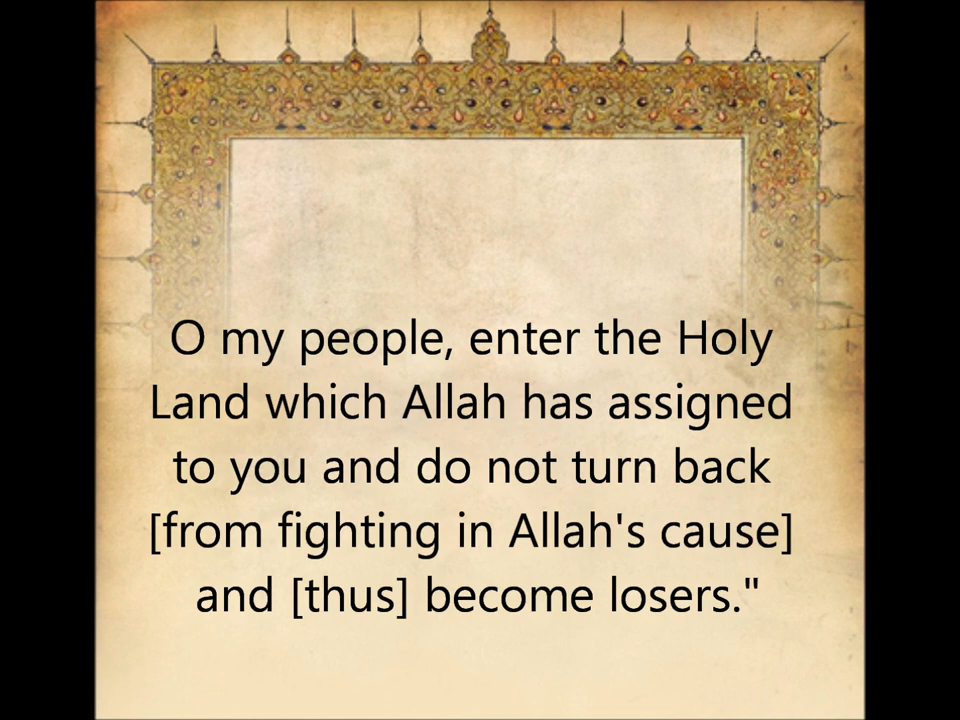 O my people, enter the Holy
Land which Allah has assigned
to you and do not turn back
[from fighting in Allah's cause]
and [thus] become losers."